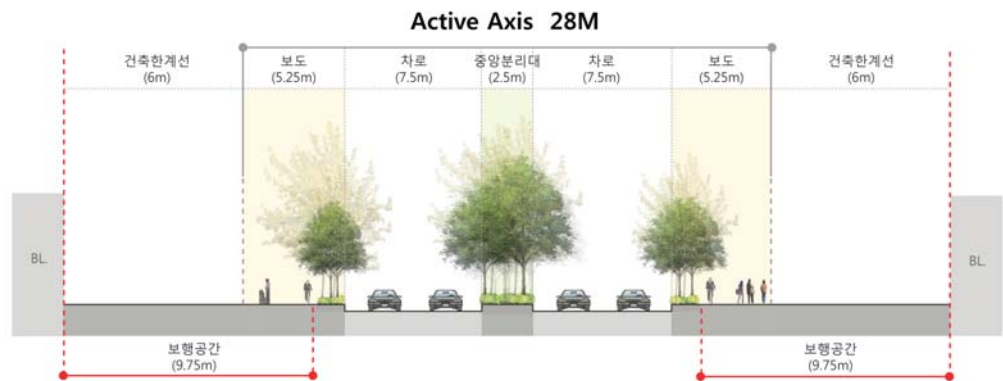 Active Axis 28M
건축한계선
(6m)
보도
(5.25m)
차로
(7.5m)
중앙분리대
(2.5m)
차로
(7.5m)
보도
(5.25m)
건축한계선
(6m)
BL.
BL.
보행공간
(9.75m)
보행공간
(9.75m)